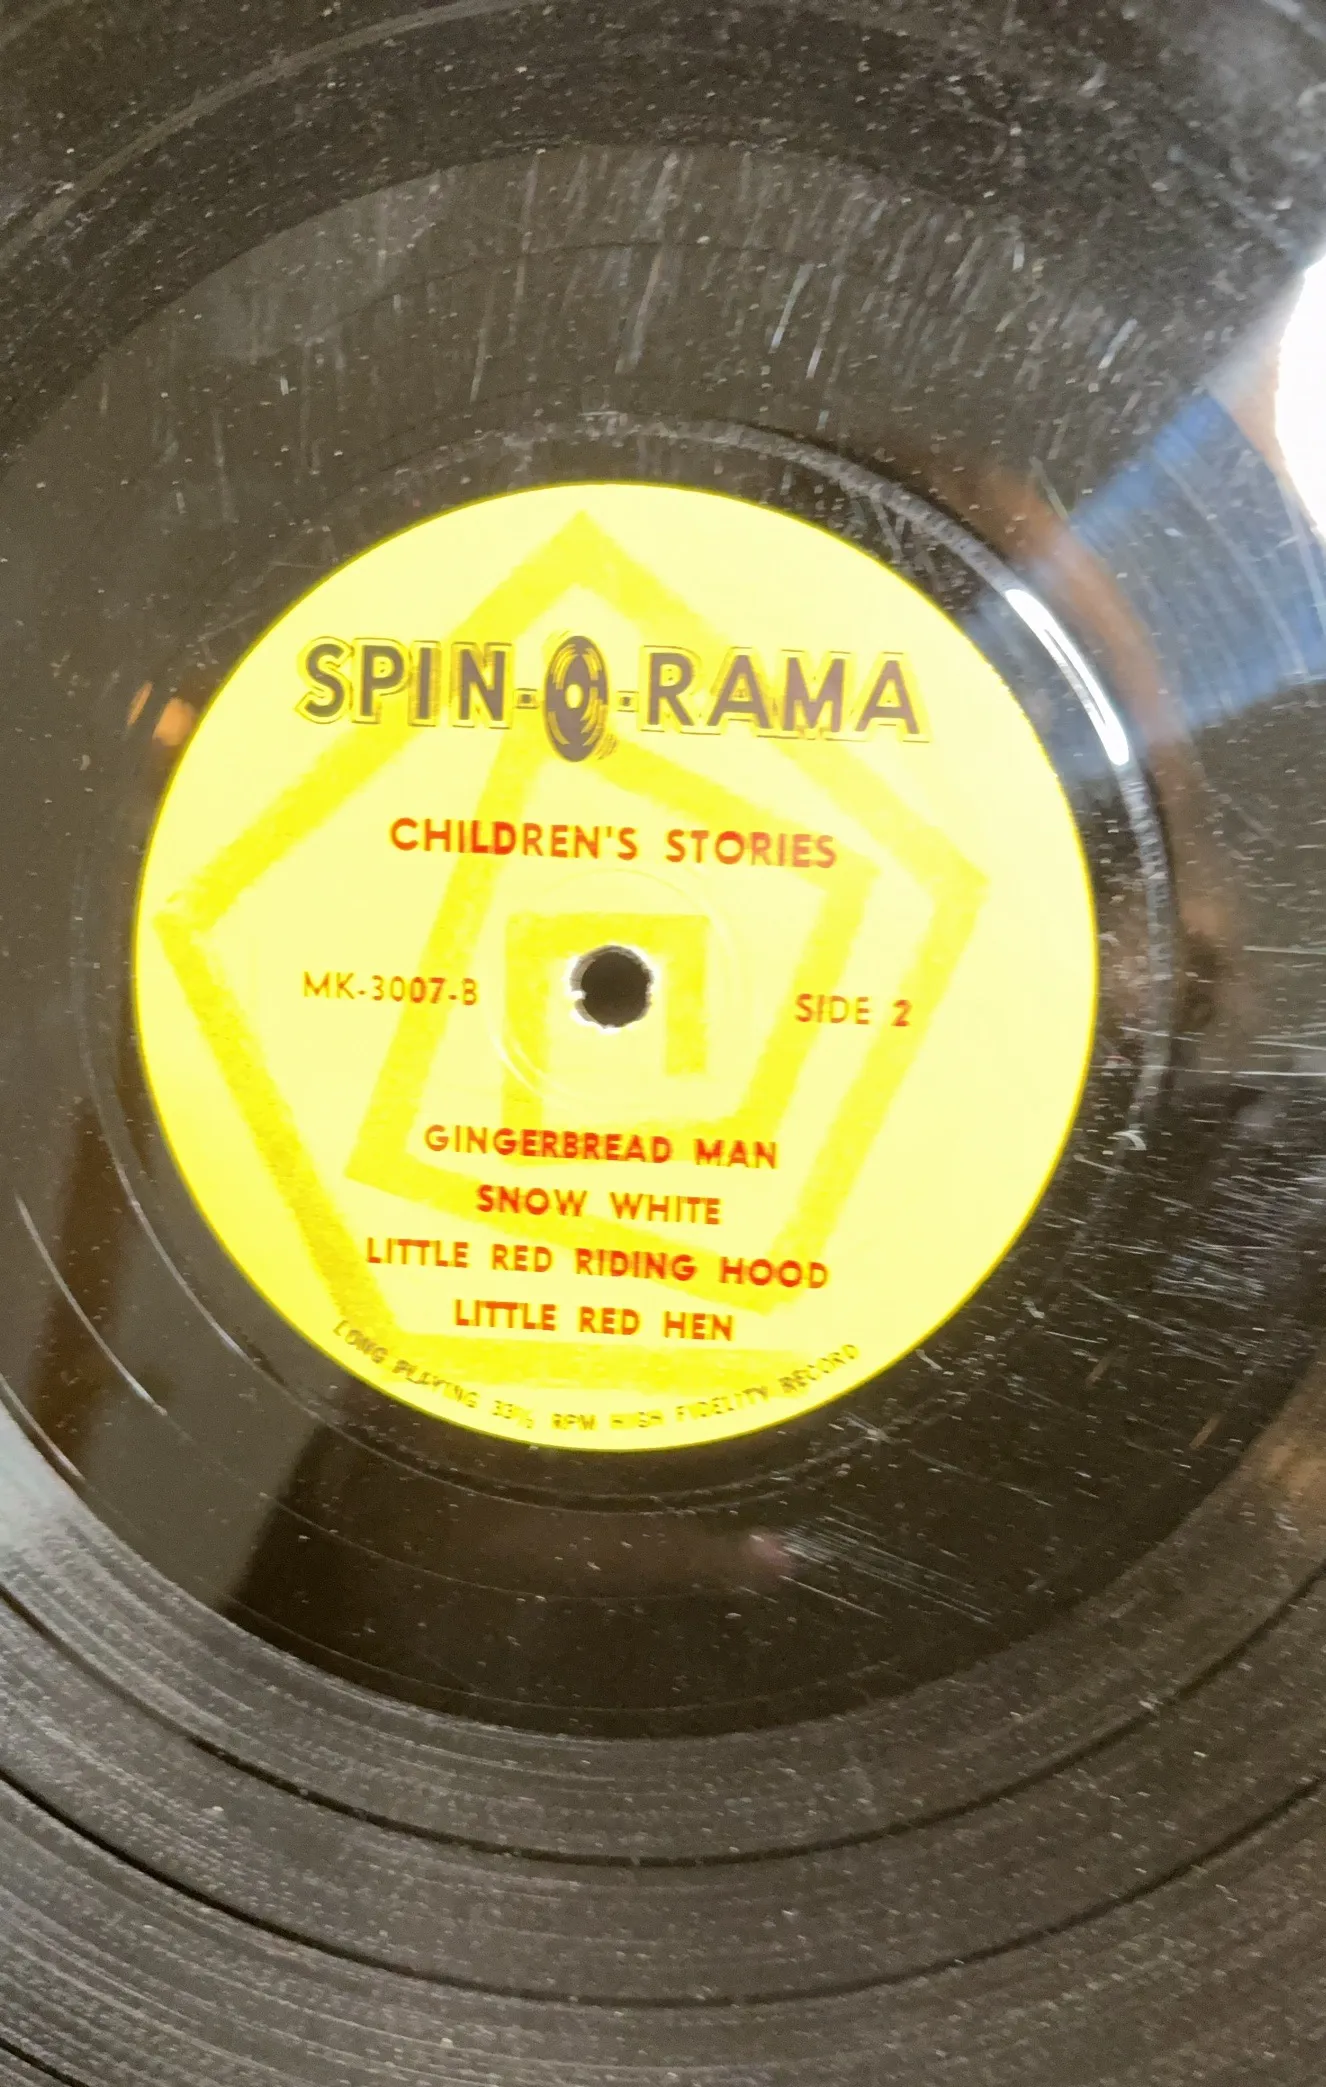 SPIN-O-RAMA
CHILDREN'S STORIES
MK-3007-B
SIDE 2
GINGERBREAD MAN
SNOW WHITE
LITTLE RED RIDING HOOD
LITTLE RED HEN
LONG PLAYING 33⅓ RPM HIGH FIDELITY RECORD